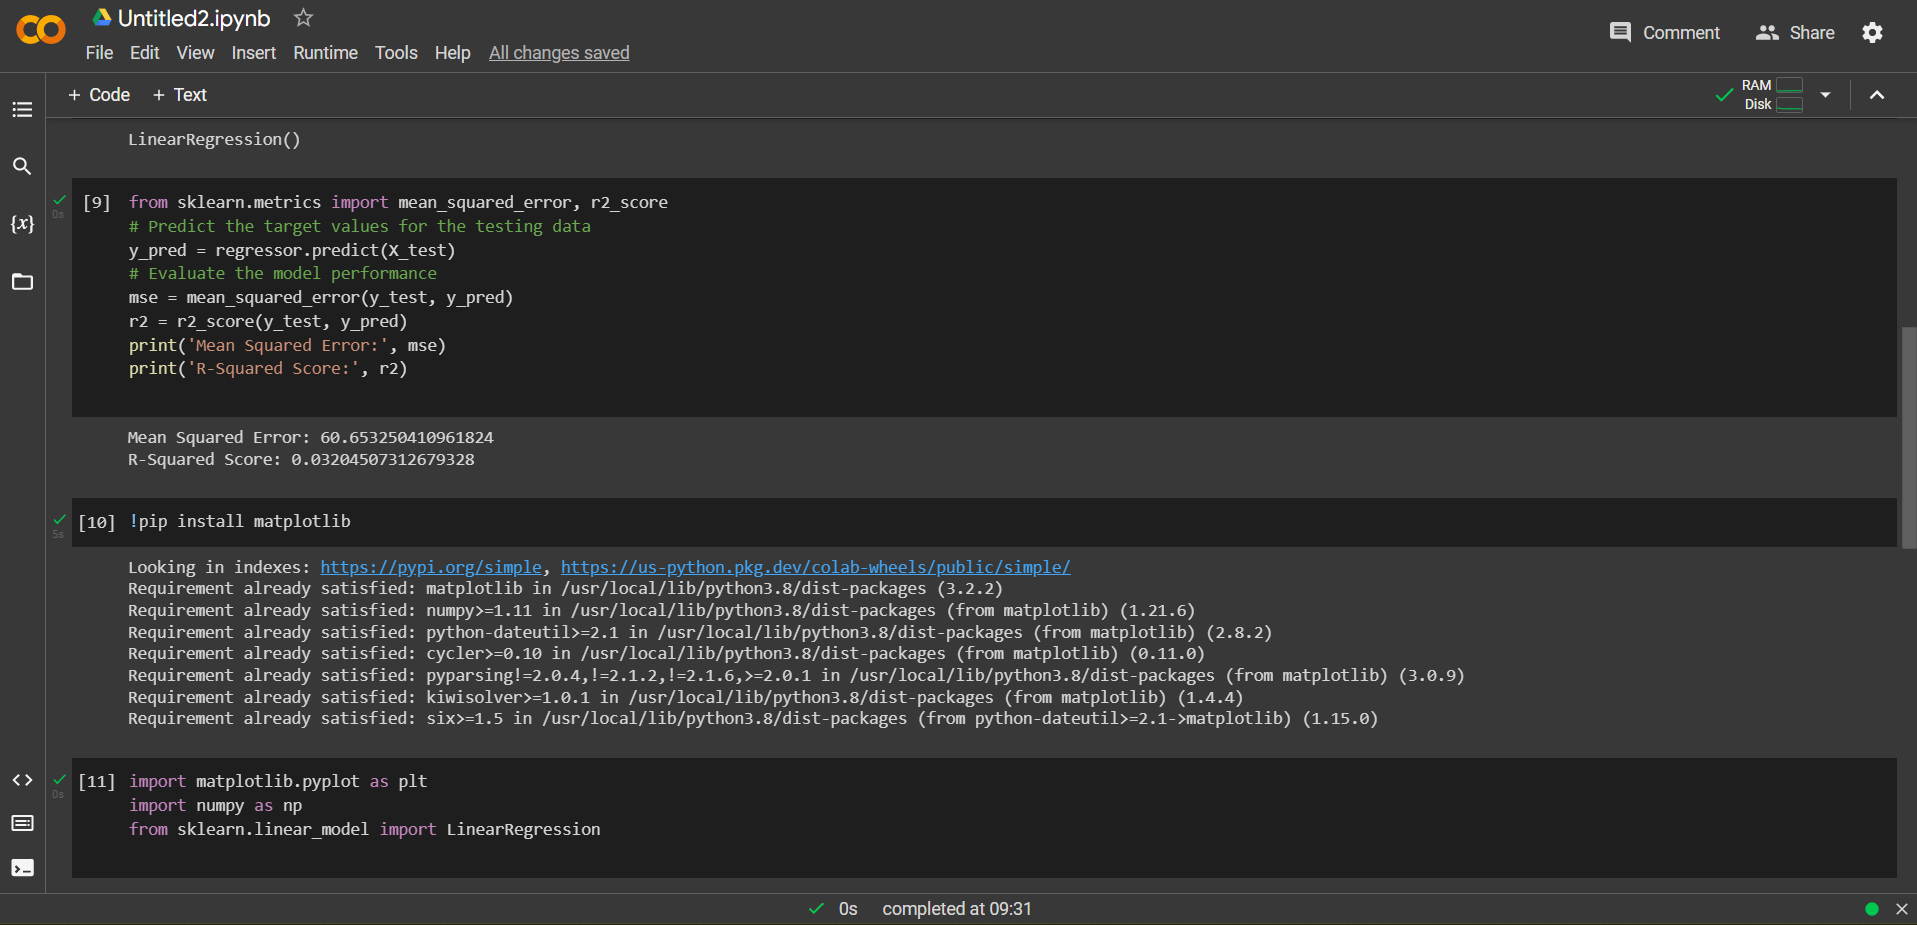 Untitled2.ipynb
File Edit View Insert Runtime Tools Help All changes saved
Comment Share
+ Code + Text
RAM
Disk
LinearRegression()
[9] from sklearn.metrics import mean_squared_error, r2_score
0s
# Predict the target values for the testing data
y_pred = regressor.predict(X_test)
# Evaluate the model performance
mse = mean_squared_error(y_test, y_pred)
r2 = r2_score(y_test, y_pred)
print('Mean Squared Error:', mse)
print('R-Squared Score:', r2)
Mean Squared Error: 60.653250410961824
R-Squared Score: 0.03204507312679328
[10] !pip install matplotlib
5s
Looking in indexes: https://pypi.org/simple, https://us-python.pkg.dev/colab-wheels/public/simple/
Requirement already satisfied: matplotlib in /usr/local/lib/python3.8/dist-packages (3.2.2)
Requirement already satisfied: numpy>=1.11 in /usr/local/lib/python3.8/dist-packages (from matplotlib) (1.21.6)
Requirement already satisfied: python-dateutil>=2.1 in /usr/local/lib/python3.8/dist-packages (from matplotlib) (2.8.2)
Requirement already satisfied: cycler>=0.10 in /usr/local/lib/python3.8/dist-packages (from matplotlib) (0.11.0)
Requirement already satisfied: pyparsing!=2.0.4,!=2.1.2,!=2.1.6,>=2.0.1 in /usr/local/lib/python3.8/dist-packages (from matplotlib) (3.0.9)
Requirement already satisfied: kiwisolver>=1.0.1 in /usr/local/lib/python3.8/dist-packages (from matplotlib) (1.4.4)
Requirement already satisfied: six>=1.5 in /usr/local/lib/python3.8/dist-packages (from python-dateutil>=2.1->matplotlib) (1.15.0)
[11] import matplotlib.pyplot as plt
0s
import numpy as np
from sklearn.linear_model import LinearRegression
0s completed at 09:31